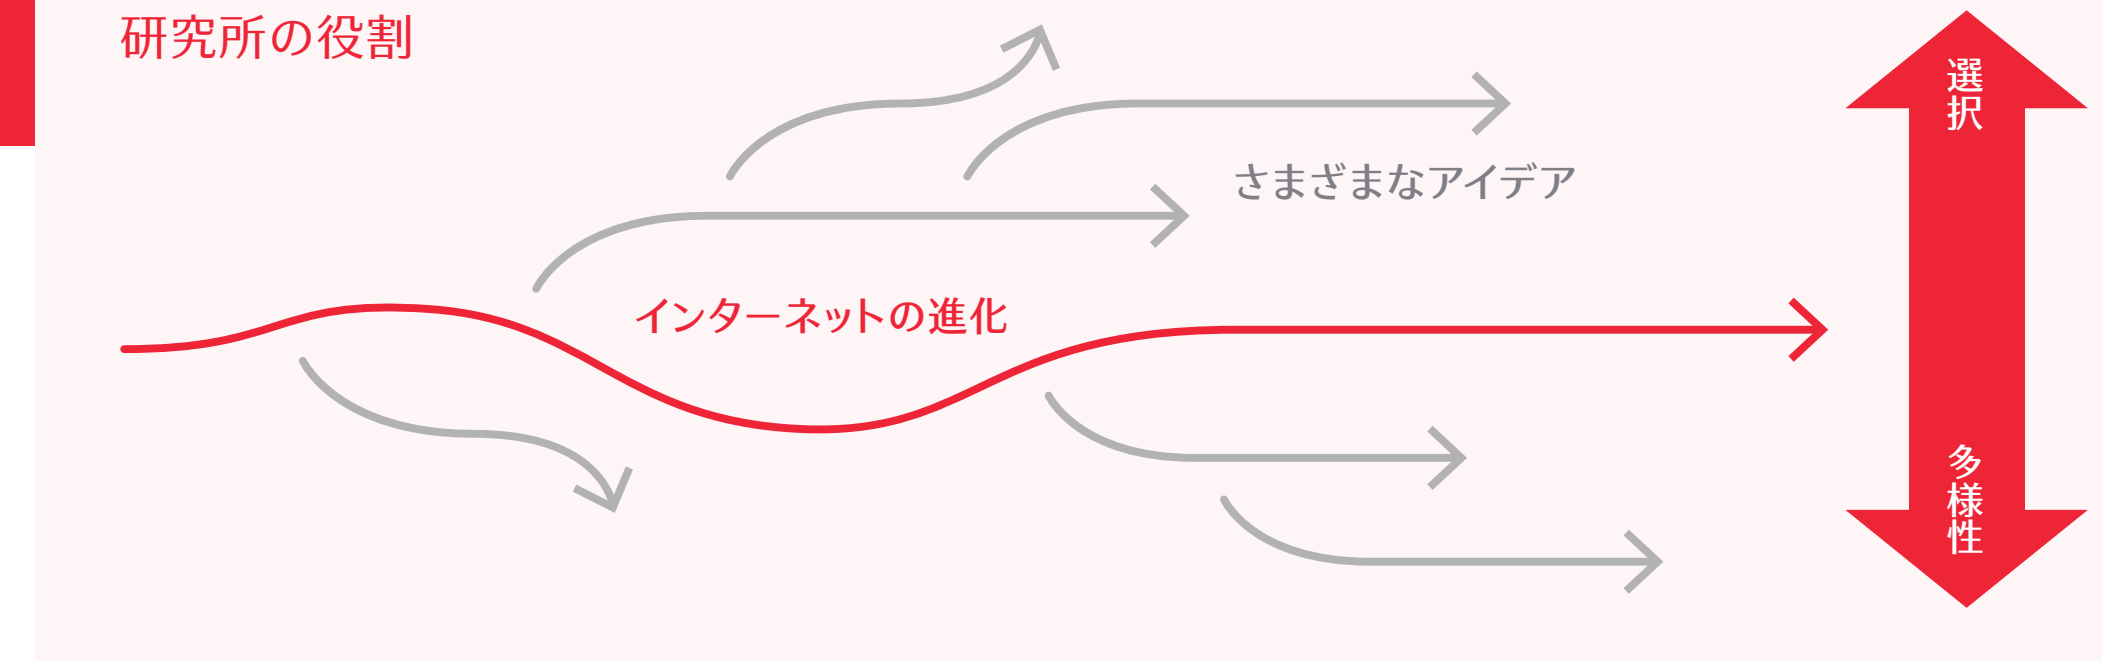 研究所の役割
選択
さまざまなアイデア
インターネットの進化
多様性